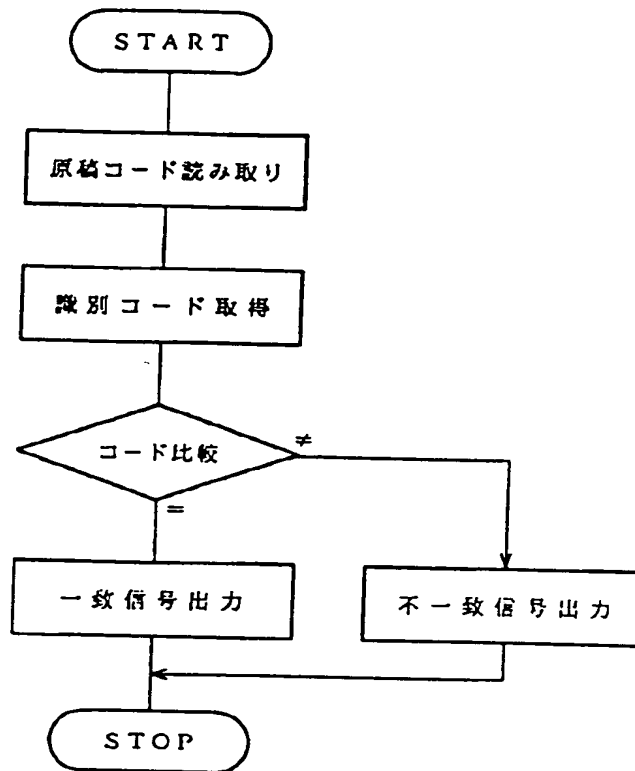 START
原稿コード読み取り
識別コード取得
コード比較
≠
=
一致信号出力
不一致信号出力
STOP